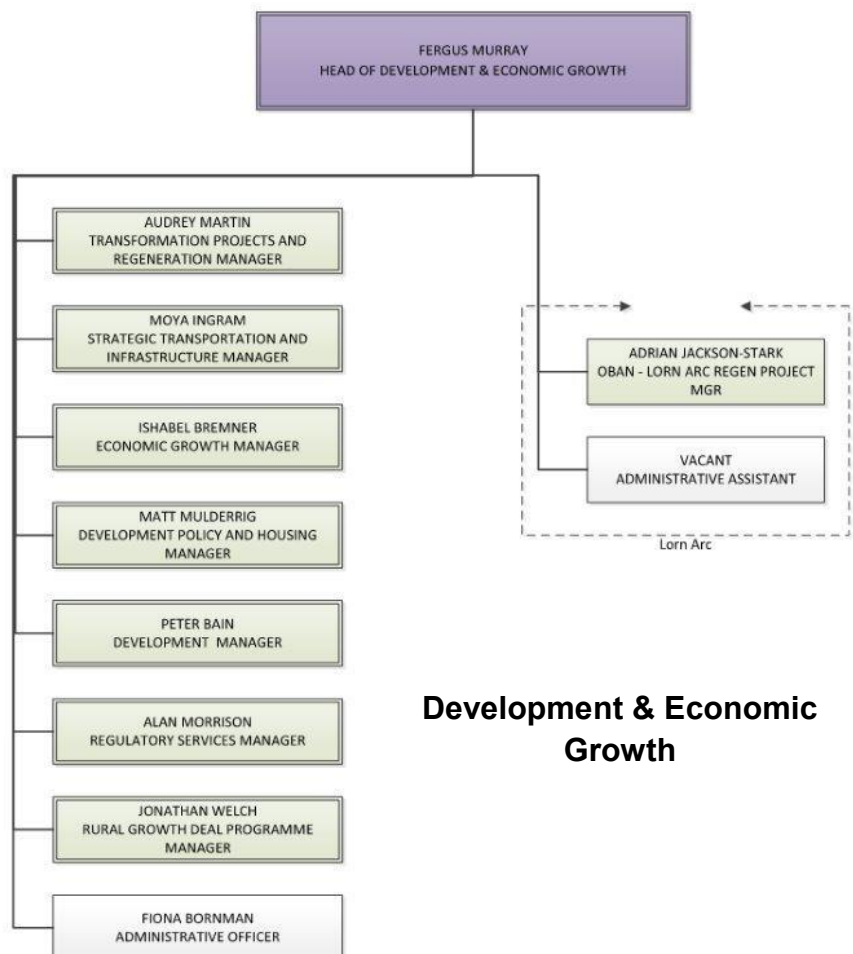 FERGUS MURRAY
HEAD OF DEVELOPMENT & ECONOMIC GROWTH
AUDREY MARTIN
TRANSFORMATION PROJECTS AND
REGENERATION MANAGER
MOYA INGRAM
STRATEGIC TRANSPORTATION AND
INFRASTRUCTURE MANAGER
ISHABEL BREMNER
ECONOMIC GROWTH MANAGER
MATT MULDERRIG
DEVELOPMENT POLICY AND HOUSING
MANAGER
PETER BAIN
DEVELOPMENT MANAGER
ALAN MORRISON
REGULATORY SERVICES MANAGER
JONATHAN WELCH
RURAL GROWTH DEAL PROGRAMME
MANAGER
FIONA BORNMAN
ADMINISTRATIVE OFFICER
ADRIAN JACKSON-STARK
OBAN - LORN ARC REGEN PROJECT
MGR
VACANT
ADMINISTRATIVE ASSISTANT
Lorn Arc
Development & Economic
Growth